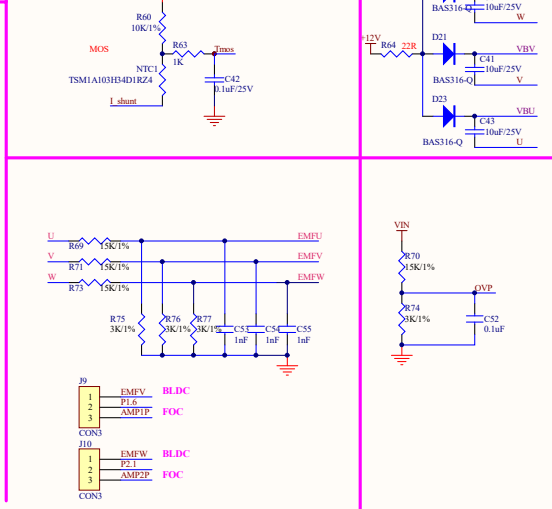 R60
10K/1%
MOS
R63
Tmos
1K
NTC1
TSM1A103H34D1RZ4
C42
0.1uF/25V
I_shunt
BAS316-Q
10uF/25V
W
+12V
R64
22R
D21
VBV
C41
10uF/25V
BAS316-Q
V
D23
VBU
C43
10uF/25V
BAS316-Q
U
U
EMFU
R69
15K/1%
V
EMFV
R71
15K/1%
W
EMFW
R73
15K/1%
R75
3K/1%
R76
3K/1%
R77
3K/1%
C53
1nF
C54
1nF
C55
1nF
VIN
R70
15K/1%
OVP
R74
3K/1%
C52
0.1uF
J9
1
EMFV
BLDC
2
P1.6
3
AMP1P
FOC
CON3
J10
1
EMFW
BLDC
2
P2.1
3
AMP2P
FOC
CON3